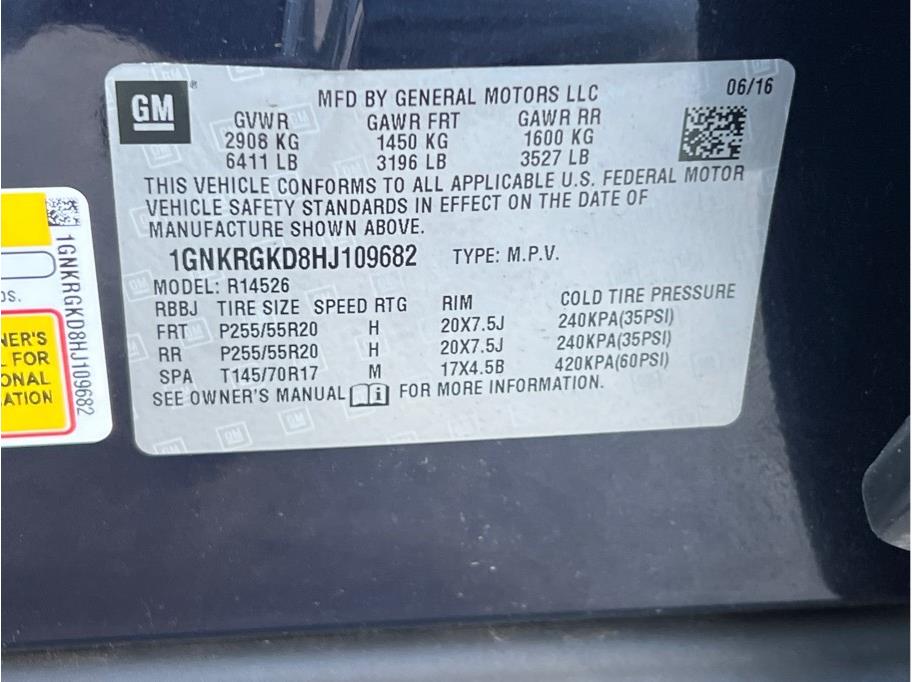 GM
®
MFD BY GENERAL MOTORS LLC
06/16
GVWR GAWR FRT GAWR RR
2908 KG 1450 KG 1600 KG
6411 LB 3196 LB 3527 LB
THIS VEHICLE CONFORMS TO ALL APPLICABLE U.S. FEDERAL MOTOR
VEHICLE SAFETY STANDARDS IN EFFECT ON THE DATE OF
MANUFACTURE SHOWN ABOVE.
1GNKRGKD8HJ109682 TYPE: M.P.V.
MODEL: R14526
RBBJ TIRE SIZE SPEED RTG RIM COLD TIRE PRESSURE
FRT P255/55R20 H 20X7.5J 240KPA(35PSI)
RR P255/55R20 H 20X7.5J 240KPA(35PSI)
SPA T145/70R17 M 17X4.5B 420KPA(60PSI)
SEE OWNER'S MANUAL i FOR MORE INFORMATION.
1GNKRGKD8HJ109682
DS.
NER'S
FOR
ONAL
ATION